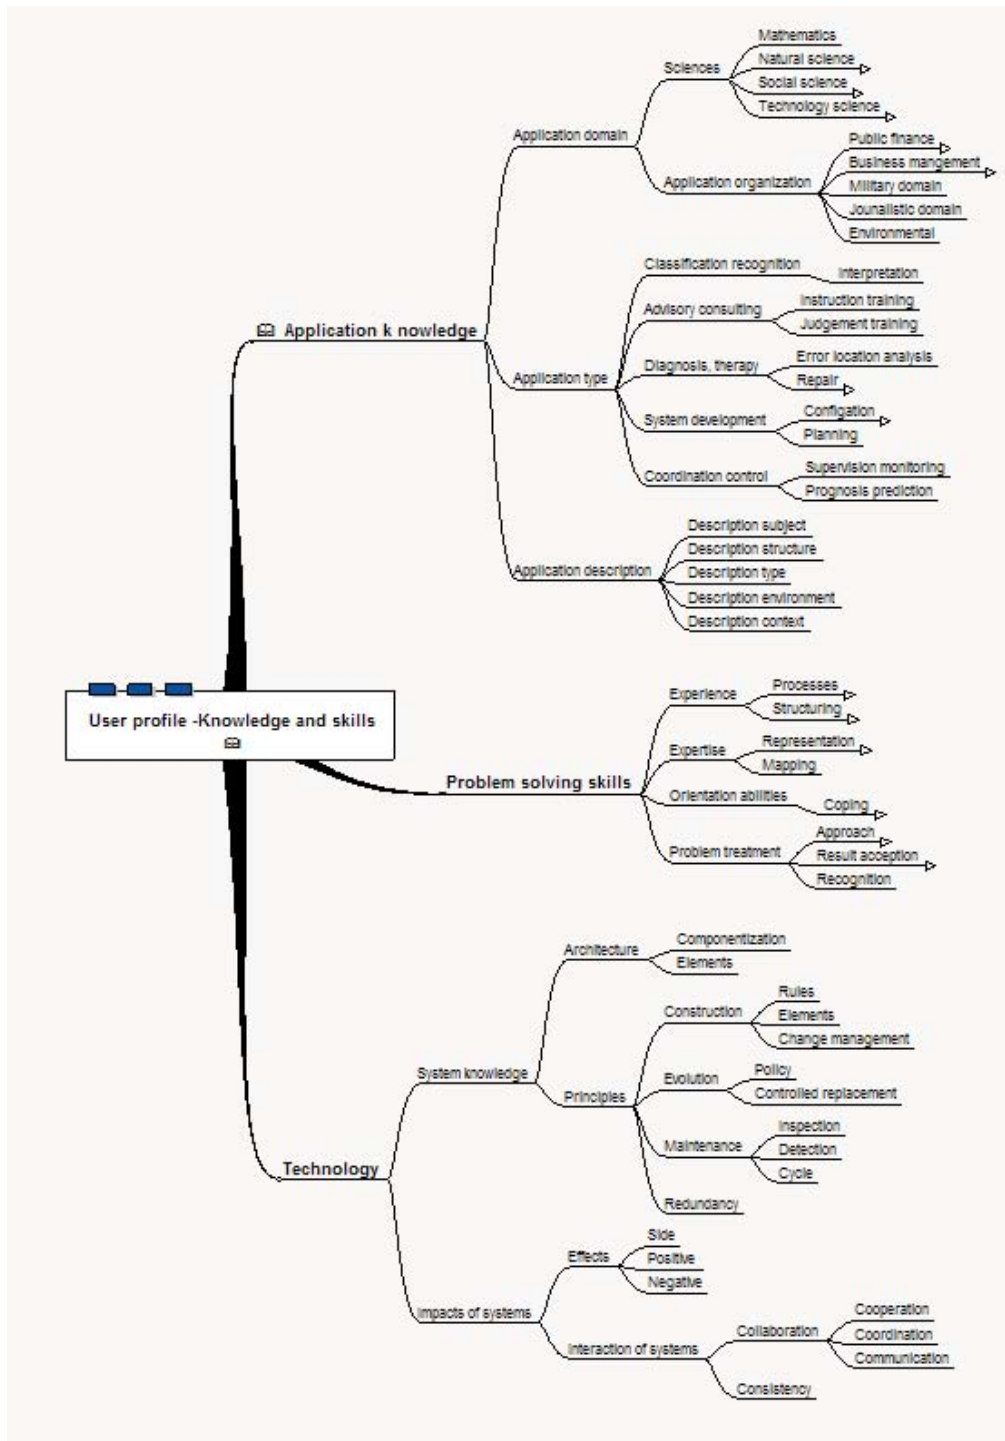 Mathematics
Natural science
Sciences
Social science
Technology science
Application domain
Public finance
Business mangement
Application organization
Military domain
Jounalistic domain
Environmental
Classification recognition
Interpretation
Advisory consulting
Instruction training
Judgement training
Application k nowledge
Application type
Diagnosis, therapy
Error location analysis
Repair
System development
Configation
Planning
Coordination control
Supervision monitoring
Prognosis prediction
Application description
Description subject
Description structure
Description type
Description environment
Description context
User profile -Knowledge and skills
Problem solving skills
Experience
Processes
Structuring
Expertise
Representation
Mapping
Orientation abilities
Coping
Problem treatment
Approach
Result acception
Recognition
Technology
System knowledge
Architecture
Componentization
Elements
Principles
Construction
Rules
Elements
Change management
Evolution
Policy
Controlled replacement
Maintenance
Inspection
Detection
Cycle
Redundancy
Impacts of systems
Effects
Side
Positive
Negative
Interaction of systems
Collaboration
Cooperation
Coordination
Communication
Consistency